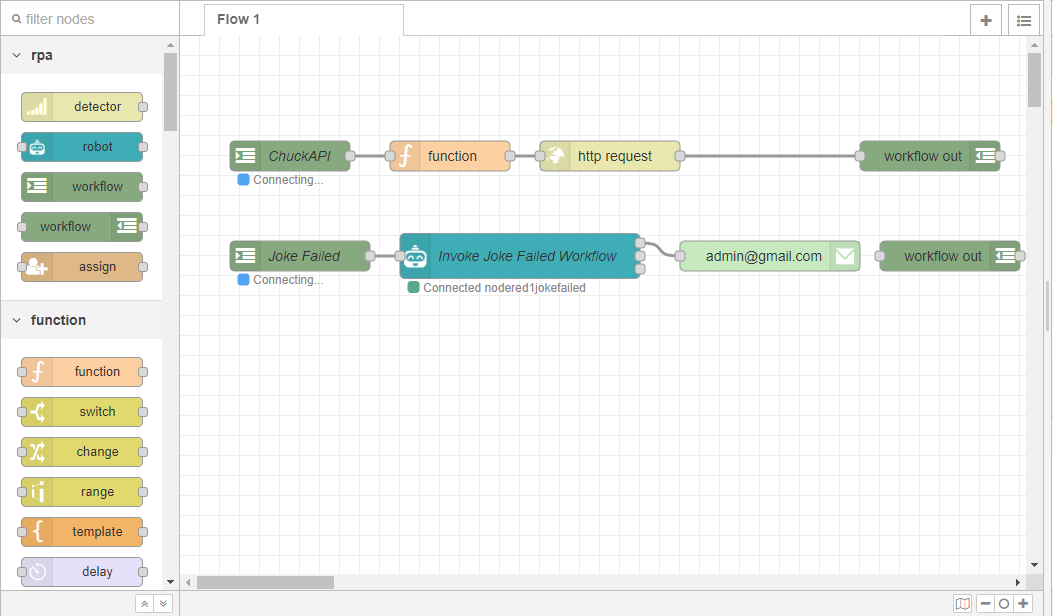 filter nodes
Flow 1
rpa
detector
robot
workflow
workflow
assign
function
function
switch
change
range
template
delay
ChuckAPI
function
http request
workflow out
Connecting...
Joke Failed
Invoke Joke Failed Workflow
admin@gmail.com
workflow out
Connecting...
Connected nodered1jokefailed